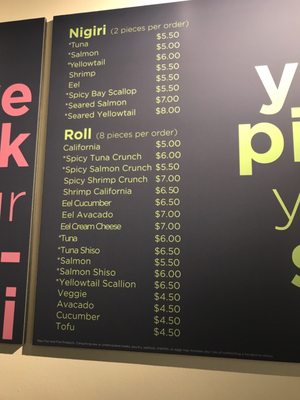 Nigiri (2 pieces per order)
*Tuna $5.50
*Salmon $5.00
*Yellowtail $6.00
Shrimp $5.50
Eel $5.50
*Spicy Bay Scallop $5.50
*Seared Salmon $7.00
*Seared Yellowtail $8.00
Roll (8 pieces per order)
California $5.00
*Spicy Tuna Crunch $6.00
*Spicy Salmon Crunch $5.50
Spicy Shrimp Crunch $7.00
Shrimp California $6.50
Eel Cucumber $6.50
Eel Avacado $7.00
Eel Cream Cheese $7.00
*Tuna $6.00
*Tuna Shiso $6.50
*Salmon $5.50
*Salmon Shiso $6.00
*Yellowtail Scallion $6.50
Veggie $4.50
Avacado $4.50
Cucumber $4.50
Tofu $4.50